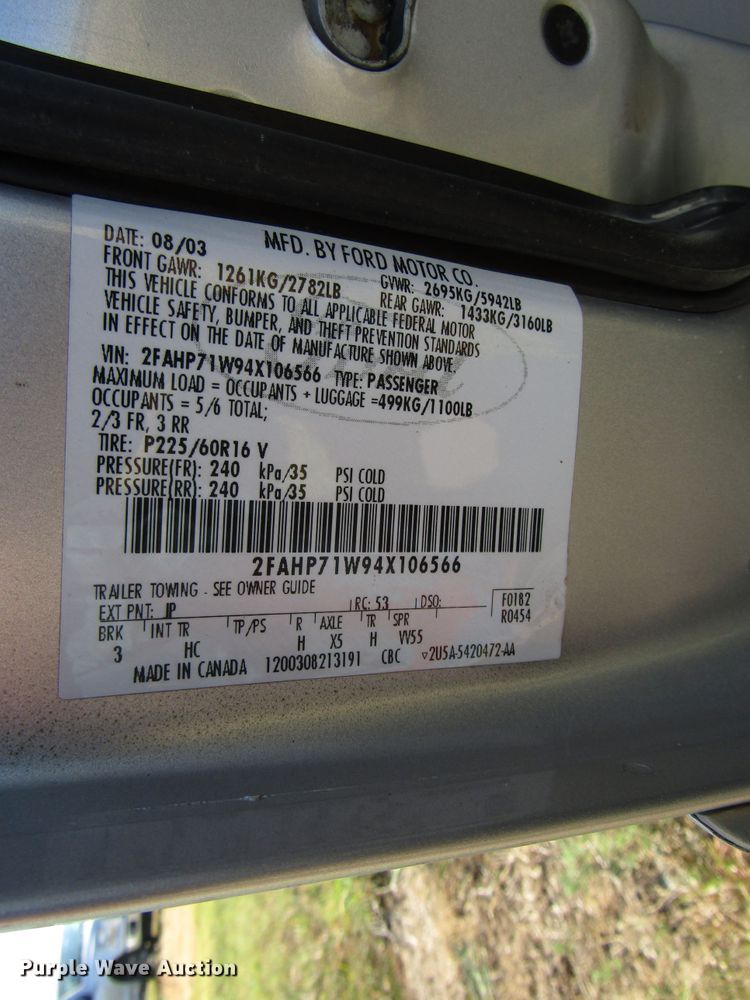 DATE: 08/03 MFD. BY FORD MOTOR CO.
FRONT GAWR: 1261KG/2782LB GVWR: 2695KG/5942LB
REAR GAWR: 1433KG/3160LB
THIS VEHICLE CONFORMS TO ALL APPLICABLE FEDERAL MOTOR
VEHICLE SAFETY, BUMPER, AND THEFT PREVENTION STANDARDS
IN EFFECT ON THE DATE OF MANUFACTURE SHOWN ABOVE
VIN: 2FAHP71W94X106566 TYPE: PASSENGER
MAXIMUM LOAD = OCCUPANTS + LUGGAGE =499KG/1100LB
OCCUPANTS = 5/6 TOTAL;
2/3 FR, 3 RR
TIRE: P225/60R16 V
PRESSURE(FR): 240 kPa/35 PSI COLD
PRESSURE(RR): 240 kPa/35 PSI COLD
2FAHP71W94X106566
TRAILER TOWING - SEE OWNER GUIDE
EXT PNT: JP RC: 53 DSO: F0182
R0454
BRK INT TR TP/PS R AXLE TR SPR
3 HC H X5 H VV55
MADE IN CANADA 1200308213191 CBC ▽2U5A-5420472-AA
Purple Wave Auction